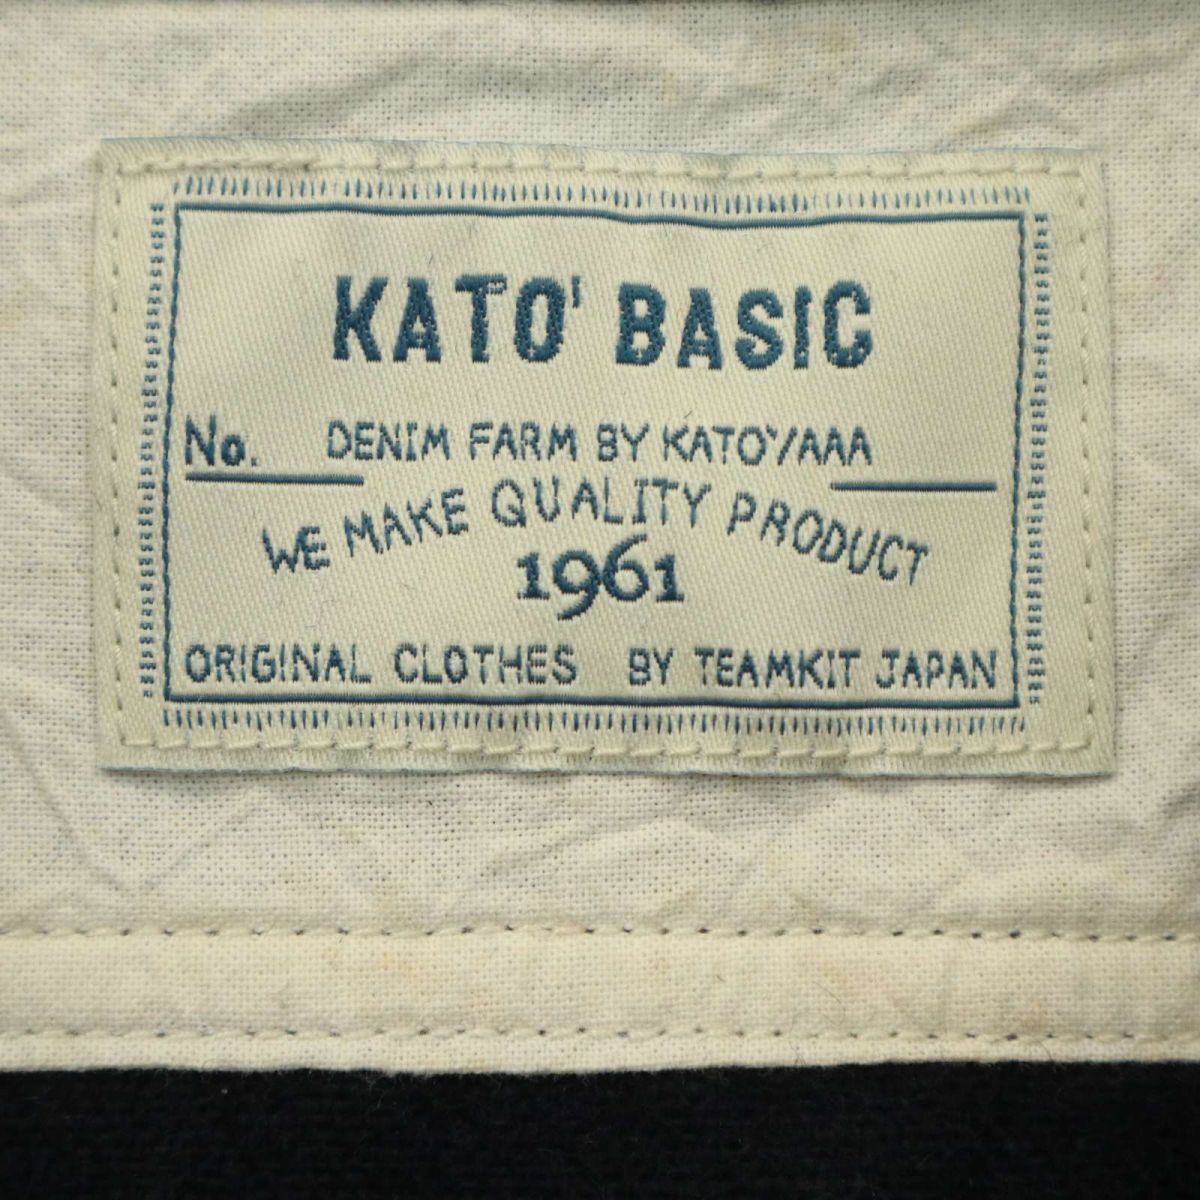 KATO' BASIC
No. DENIM FARM BY KATO'/AAA
WE MAKE QUALITY PRODUCT
1961
ORIGINAL CLOTHES BY TEAMKIT JAPAN